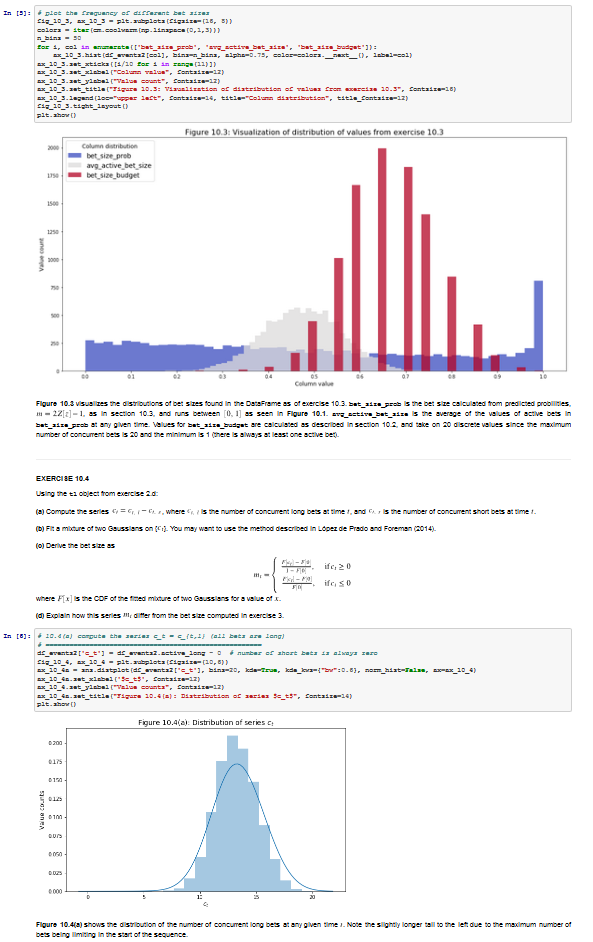 In [5]:
# plot the frequency of different bet sizes
fig_10_3, ax_10_3 = plt.subplots(figsize=(16, 8))
colors = iter(cm.coolwarm(np.linspace(0,1,3)))
n_bins = 50
for i, col in enumerate(['bet_size_prob', 'avg_active_bet_size', 'bet_size_budget']):
    ax_10_3.hist(df_events2[col], bins=n_bins, alpha=0.75, color=colors.__next__(), label=col)
ax_10_3.set_xticks([i/10 for i in range(11)])
ax_10_3.set_xlabel("Column value", fontsize=12)
ax_10_3.set_ylabel("Value count", fontsize=12)
ax_10_3.set_title("Figure 10.3: Visualization of distribution of values from exercise 10.3", fontsize=16)
ax_10_3.legend(loc="upper left", fontsize=14, title="Column distribution", title_fontsize=12)
fig_10_3.tight_layout()
plt.show()
Figure 10.3: Visualization of distribution of values from exercise 10.3
Column distribution
bet_size_prob
avg_active_bet_size
bet_size_budget
2000
1750
1500
1250
1000
750
500
250
0
Value count
0.0 0.1 0.2 0.3 0.4 0.5 0.6 0.7 0.8 0.9 1.0
Column value
Figure 10.3 visualizes the distributions of bet sizes found in the DataFrame as of exercise 10.3. bet_size_prob is the bet size calculated from predicted probilities,
m = 2Z[z] − 1, as in section 10.3, and runs between [0, 1] as seen in Figure 10.1. avg_active_bet_size is the average of the values of active bets in
bet_size_prob at any given time. Values for bet_size_budget are calculated as described in section 10.2, and take on 20 discrete values since the maximum
number of concurrent bets is 20 and the minimum is 1 (there is always at least one active bet).
EXERCISE 10.4
Using the t1 object from exercise 2.d:
(a) Compute the series c_t = c_{t,l} − c_{t,s}, where c_{t,l} is the number of concurrent long bets at time t, and c_{t,s} is the number of concurrent short bets at time t.
(b) Fit a mixture of two Gaussians on {c_t}. You may want to use the method described in López de Prado and Foreman (2014).
(c) Derive the bet size as
m_t = { (F[c_t] − F[0]) / (1 − F[0]), if c_t ≥ 0
(F[c_t] − F[0]) / F[0], if c_t ≤ 0
where F[x] is the CDF of the fitted mixture of two Gaussians for a value of x.
(d) Explain how this series m_t differ from the bet size computed in exercise 3.
In [6]:
# 10.4(a) compute the series c_t = c_{t,l} (all bets are long)
df_events2['c_t'] = df_events2.active_long - 0  # number of short bets is always zero
fig_10_4, ax_10_4 = plt.subplots(figsize=(10,6))
ax_10_4a = sns.distplot(df_events2['c_t'], bins=20, kde=True, kde_kws={"bw":0.8}, norm_hist=False, ax=ax_10_4)
ax_10_4a.set_xlabel('$c_t$', fontsize=12)
ax_10_4.set_ylabel("Value counts", fontsize=12)
ax_10_4a.set_title("Figure 10.4(a): Distribution of series $c_t$", fontsize=14)
plt.show()
Figure 10.4(a): Distribution of series c_t
0.200
0.175
0.150
0.125
0.100
0.075
0.050
0.025
0.000
Value counts
0 5 10 15 20
c_t
Figure 10.4(a) shows the distribution of the number of concurrent long bets at any given time t. Note the slightly longer tail to the left due to the maximum number of
bets being limiting in the start of the sequence.